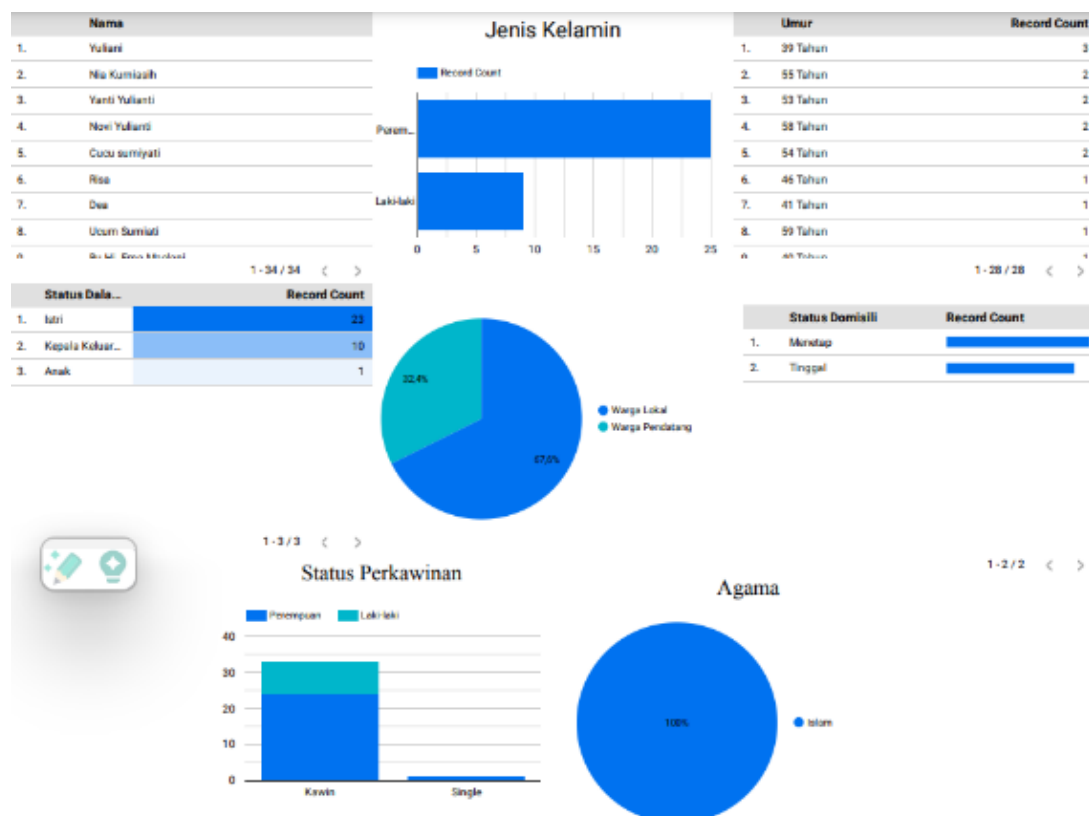 Nama
1. Yuliani
2. Nia Kurniasih
3. Yanti Yulianti
4. Novi Yulianti
5. Cucu sumiyati
6. Risa
7. Dea
8. Ucum Sumiati
1 - 34 / 34
Jenis Kelamin
Record Count
Perem...
Laki-laki
0 5 10 15 20 25
Umur Record Count
1. 39 Tahun 3
2. 55 Tahun 2
3. 53 Tahun 2
4. 58 Tahun 2
5. 54 Tahun 2
6. 46 Tahun 1
7. 41 Tahun 1
8. 59 Tahun 1
1 - 28 / 28
Status Dala... Record Count
1. Istri 23
2. Kepala Keluar... 10
3. Anak 1
1 - 3 / 3
32,4%
67,6%
Warga Lokal
Warga Pendatang
Status Domisili Record Count
1. Menetap
2. Tinggal
1 - 2 / 2
Status Perkawinan
Perempuan Laki-laki
40
30
20
10
0
Kawin Single
Agama
100%
Islam